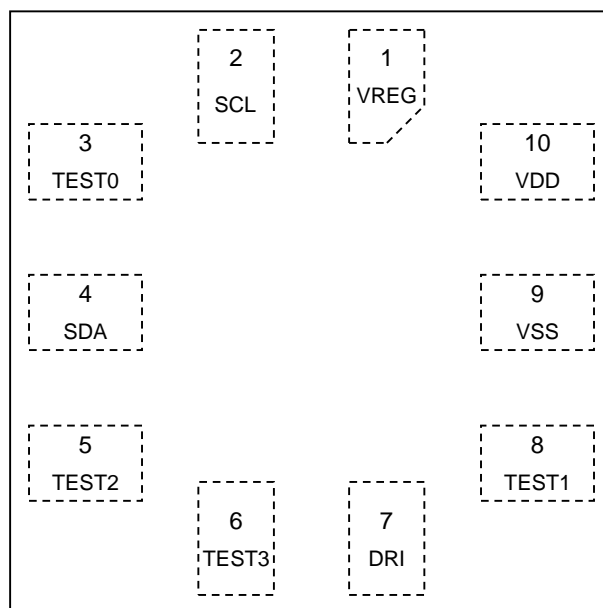 2
SCL
1
VREG
3
TEST0
10
VDD
4
SDA
9
VSS
5
TEST2
8
TEST1
6
TEST3
7
DRI